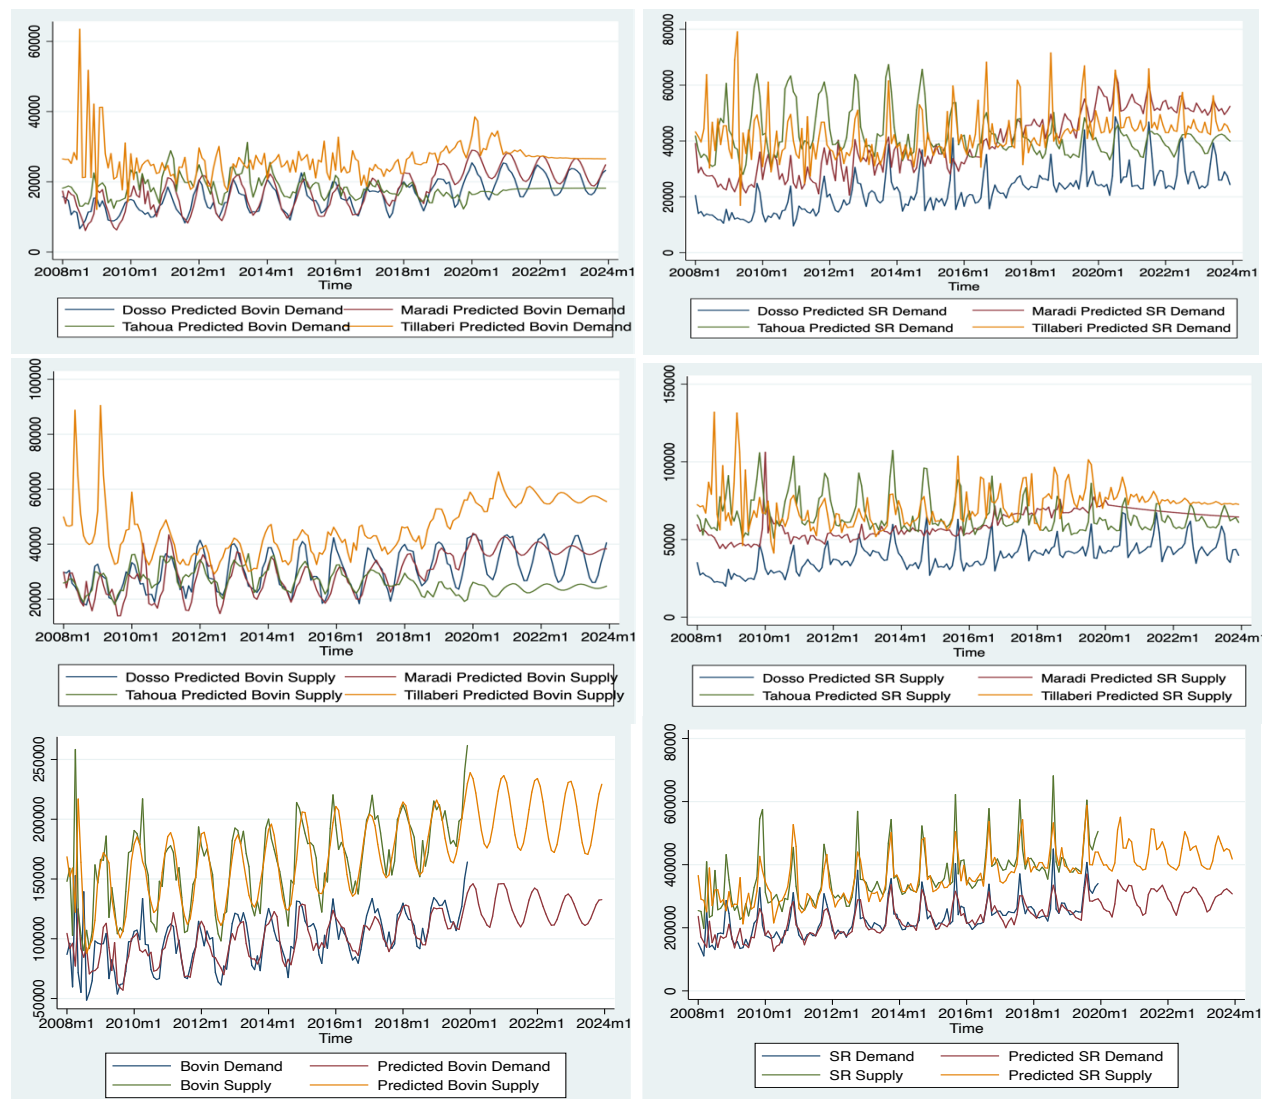 60000
40000
20000
0
2008m1 2010m1 2012m1 2014m1 2016m1 2018m1 2020m1 2022m1 2024m1
Time
Dosso Predicted Bovin Demand Maradi Predicted Bovin Demand
Tahoua Predicted Bovin Demand Tillaberi Predicted Bovin Demand
80000
60000
40000
20000
0
2008m1 2010m1 2012m1 2014m1 2016m1 2018m1 2020m1 2022m1 2024m1
Time
Dosso Predicted SR Demand Maradi Predicted SR Demand
Tahoua Predicted SR Demand Tillaberi Predicted SR Demand
100000
80000
60000
40000
20000
2008m1 2010m1 2012m1 2014m1 2016m1 2018m1 2020m1 2022m1 2024m1
Time
Dosso Predicted Bovin Supply Maradi Predicted Bovin Supply
Tahoua Predicted Bovin Supply Tillaberi Predicted Bovin Supply
150000
100000
50000
0
2008m1 2010m1 2012m1 2014m1 2016m1 2018m1 2020m1 2022m1 2024m1
Time
Dosso Predicted SR Supply Maradi Predicted SR Supply
Tahoua Predicted SR Supply Tillaberi Predicted SR Supply
250000
200000
150000
100000
50000
2008m1 2010m1 2012m1 2014m1 2016m1 2018m1 2020m1 2022m1 2024m1
Time
Bovin Demand Predicted Bovin Demand
Bovin Supply Predicted Bovin Supply
800000
600000
400000
200000
0
2008m1 2010m1 2012m1 2014m1 2016m1 2018m1 2020m1 2022m1 2024m1
Time
SR Demand Predicted SR Demand
SR Supply Predicted SR Supply